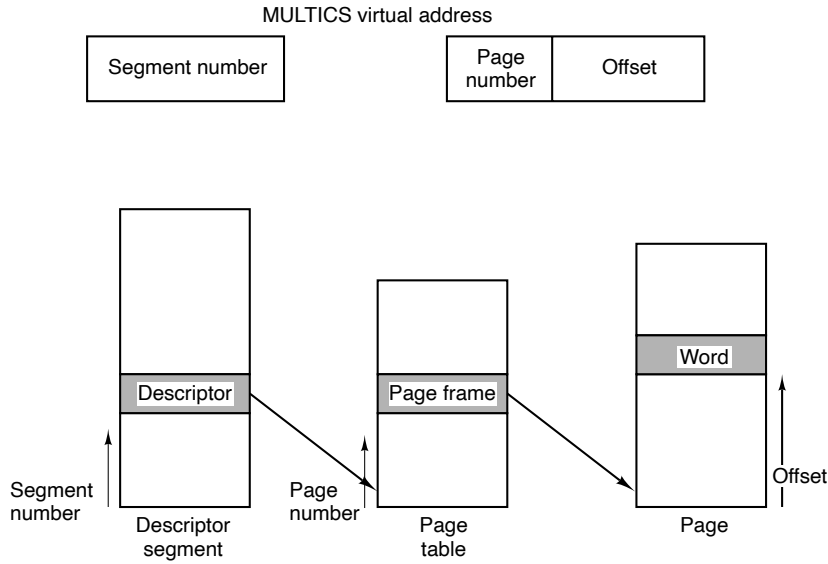 MULTICS virtual address
Segment number
Page
number
Offset
Descriptor
Page frame
Word
Segment
number
Page
number
Offset
Descriptor
segment
Page
table
Page